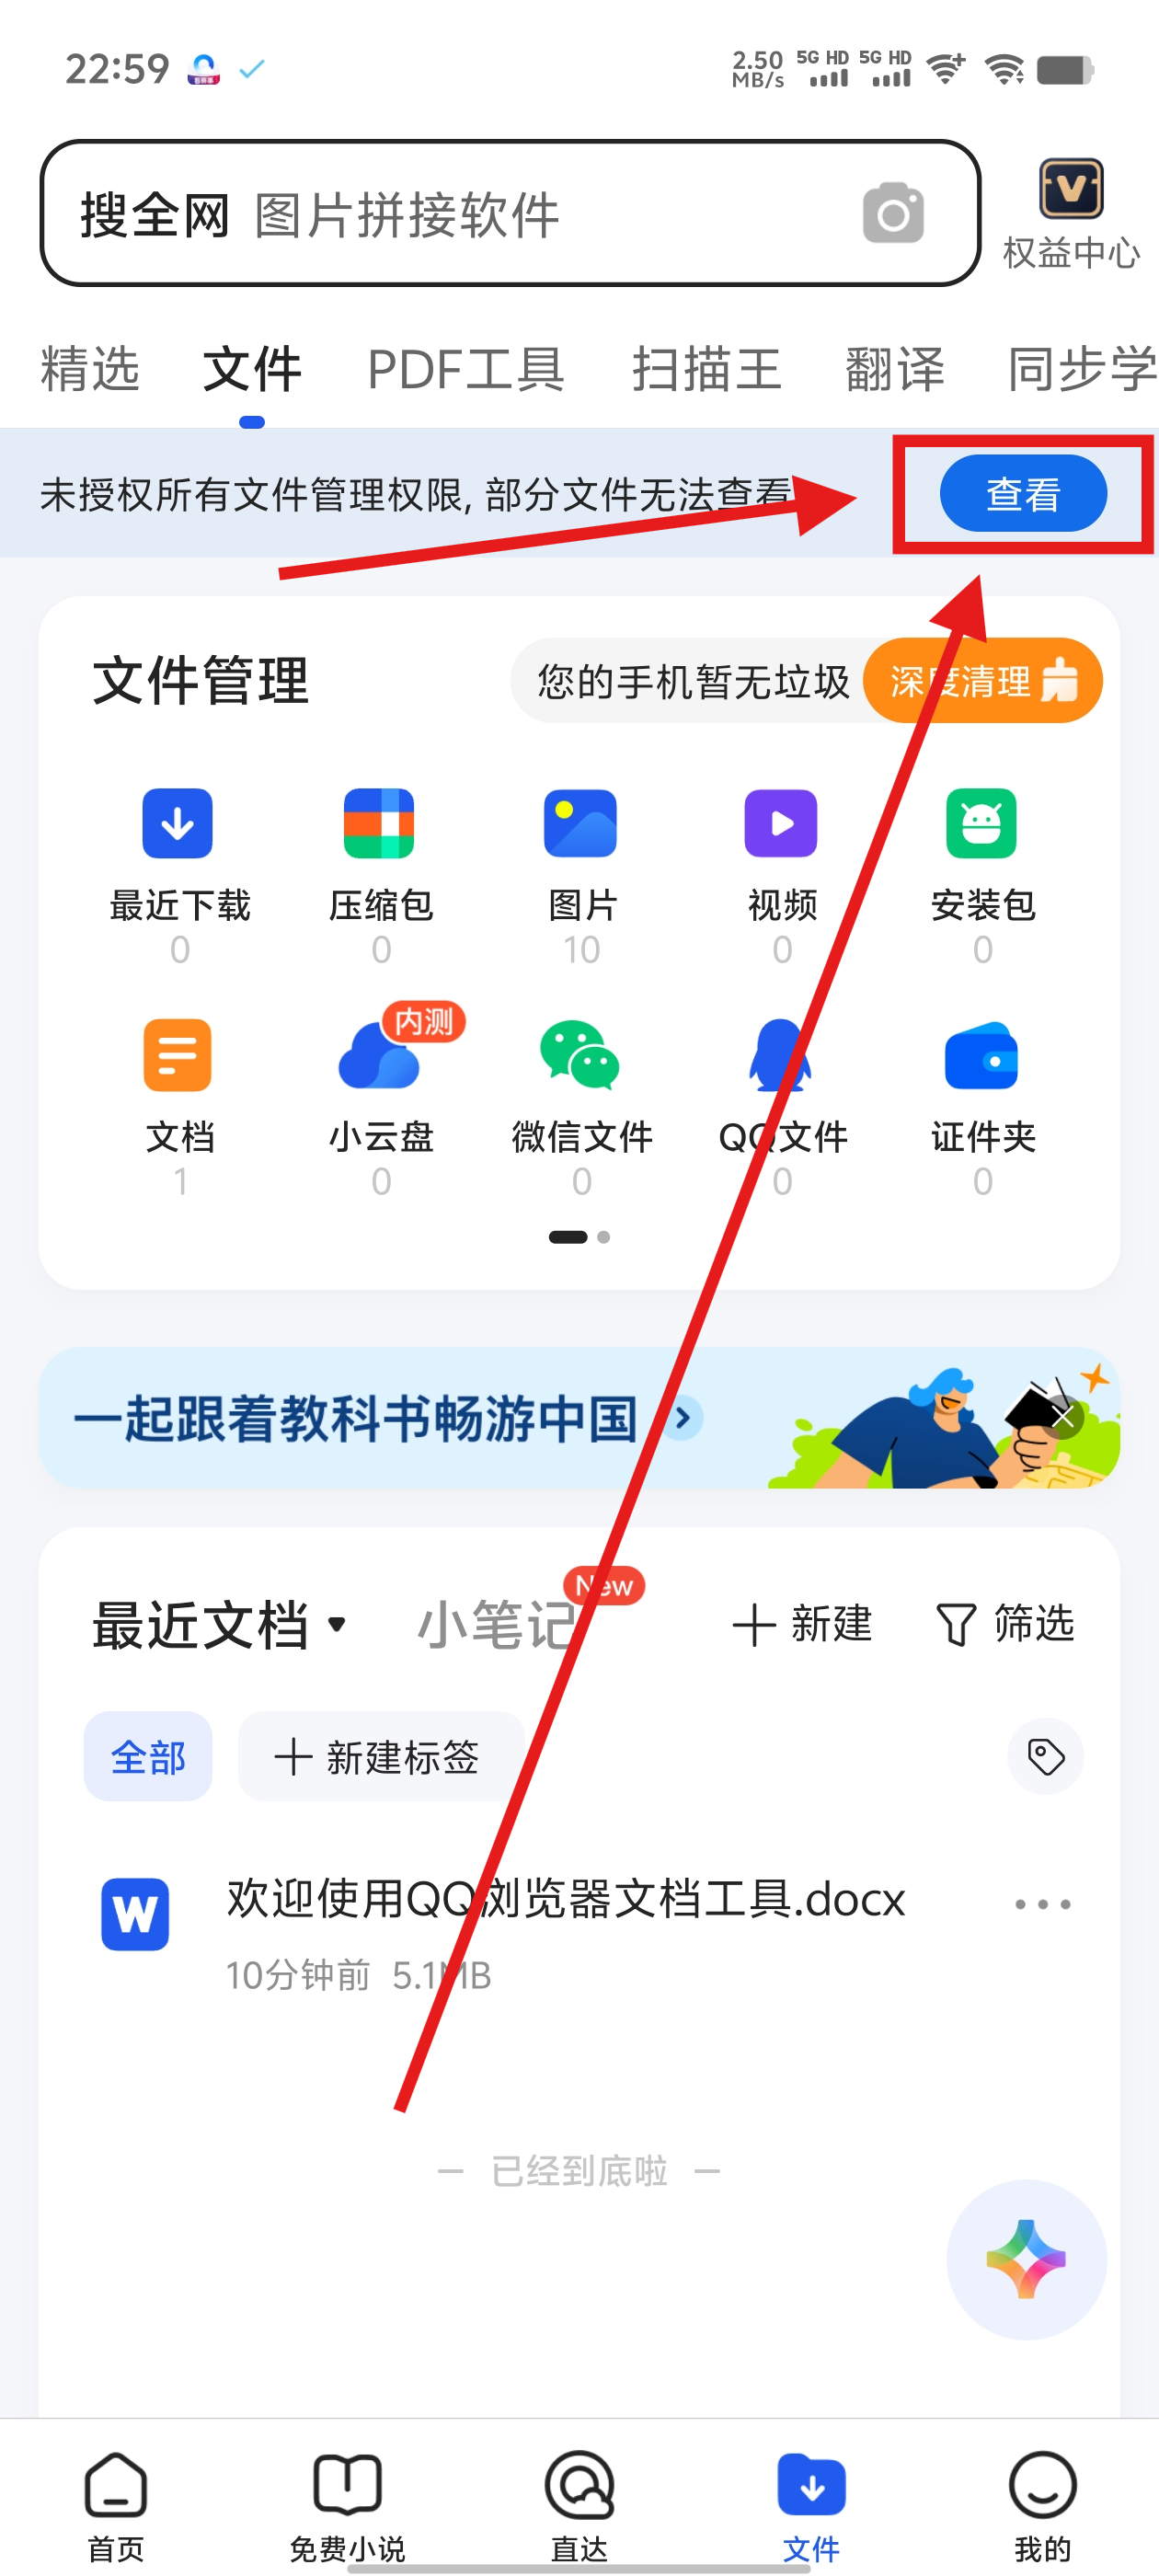 22:59
2.50 MB/s 5G HD 5G HD
搜全网 图片拼接软件
权益中心
精选 文件 PDF工具 扫描王 翻译 同步学
未授权所有文件管理权限, 部分文件无法查看
查看
文件管理
您的手机暂无垃圾 深度清理
最近下载 压缩包 图片 视频 安装包
0 0 10 0 0
内测
文档 小云盘 微信文件 QQ文件 证件夹
1 0 0 0 0
一起跟着教科书畅游中国
New
最近文档 小笔记 新建 筛选
全部 新建标签
W
欢迎使用QQ浏览器文档工具.docx
10分钟前 5.1MB
已经到底啦
首页 免费小说 直达 文件 我的